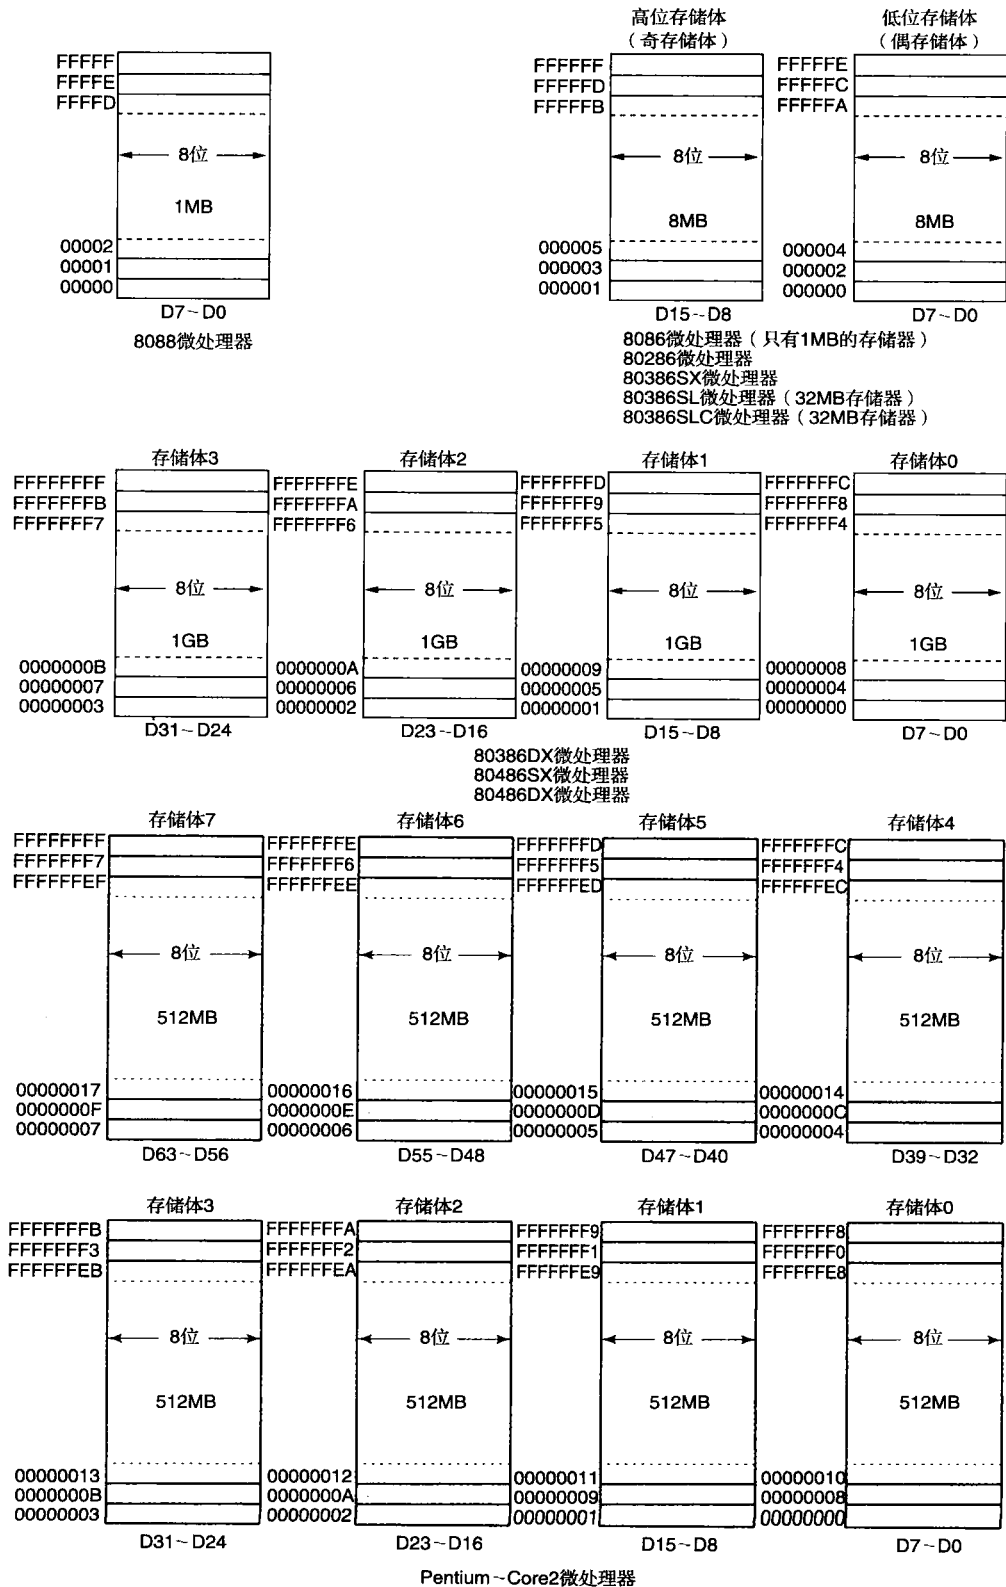 高位存储体
（奇存储体）
低位存储体
（偶存储体）
FFFFF
FFFFE
FFFFD
8位
1MB
00002
00001
00000
D7~D0
8088微处理器
FFFFFF
FFFFFD
FFFFFB
8位
8MB
000005
000003
000001
D15~D8
FFFFFE
FFFFFC
FFFFFA
8位
8MB
000004
000002
000000
D7~D0
8086微处理器（只有1MB的存储器）
80286微处理器
80386SX微处理器
80386SL微处理器（32MB存储器）
80386SLC微处理器（32MB存储器）
存储体3
FFFFFFFF
FFFFFFFB
FFFFFFF7
8位
1GB
0000000B
00000007
00000003
D31~D24
存储体2
FFFFFFFE
FFFFFFFA
FFFFFFF6
8位
1GB
0000000A
00000006
00000002
D23~D16
存储体1
FFFFFFFD
FFFFFFF9
FFFFFFF5
8位
1GB
00000009
00000005
00000001
D15~D8
存储体0
FFFFFFFC
FFFFFFF8
FFFFFFF4
8位
1GB
00000008
00000004
00000000
D7~D0
80386DX微处理器
80486SX微处理器
80486DX微处理器
存储体7
FFFFFFFF
FFFFFFF7
FFFFFFEF
8位
512MB
00000017
0000000F
00000007
D63~D56
存储体6
FFFFFFFE
FFFFFFF6
FFFFFFEE
8位
512MB
00000016
0000000E
00000006
D55~D48
存储体5
FFFFFFFD
FFFFFFF5
FFFFFFED
8位
512MB
00000015
0000000D
00000005
D47~D40
存储体4
FFFFFFFC
FFFFFFF4
FFFFFFEC
8位
512MB
00000014
0000000C
00000004
D39~D32
存储体3
FFFFFFFB
FFFFFFF3
FFFFFFEB
8位
512MB
00000013
0000000B
00000003
D31~D24
存储体2
FFFFFFFA
FFFFFFF2
FFFFFFEA
8位
512MB
00000012
0000000A
00000002
D23~D16
存储体1
FFFFFFF9
FFFFFFF1
FFFFFFE9
8位
512MB
00000011
00000009
00000001
D15~D8
存储体0
FFFFFFF8
FFFFFFF0
FFFFFFE8
8位
512MB
00000010
00000008
00000000
D7~D0
Pentium~Core2微处理器